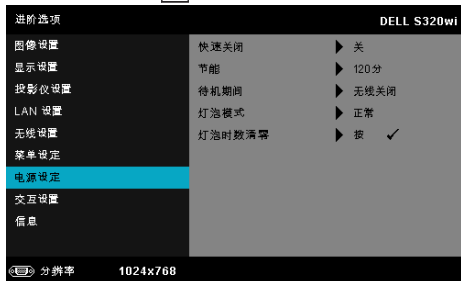 进阶选项 DELL S320wi
图像设置
显示设置
投影仪设置
LAN 设置
无线设置
菜单设定
电源设定
交互设置
信息
快速关闭 关
节能 120分
待机期间 无线关闭
灯泡模式 正常
灯泡时数清零 按
分辨率 1024x768